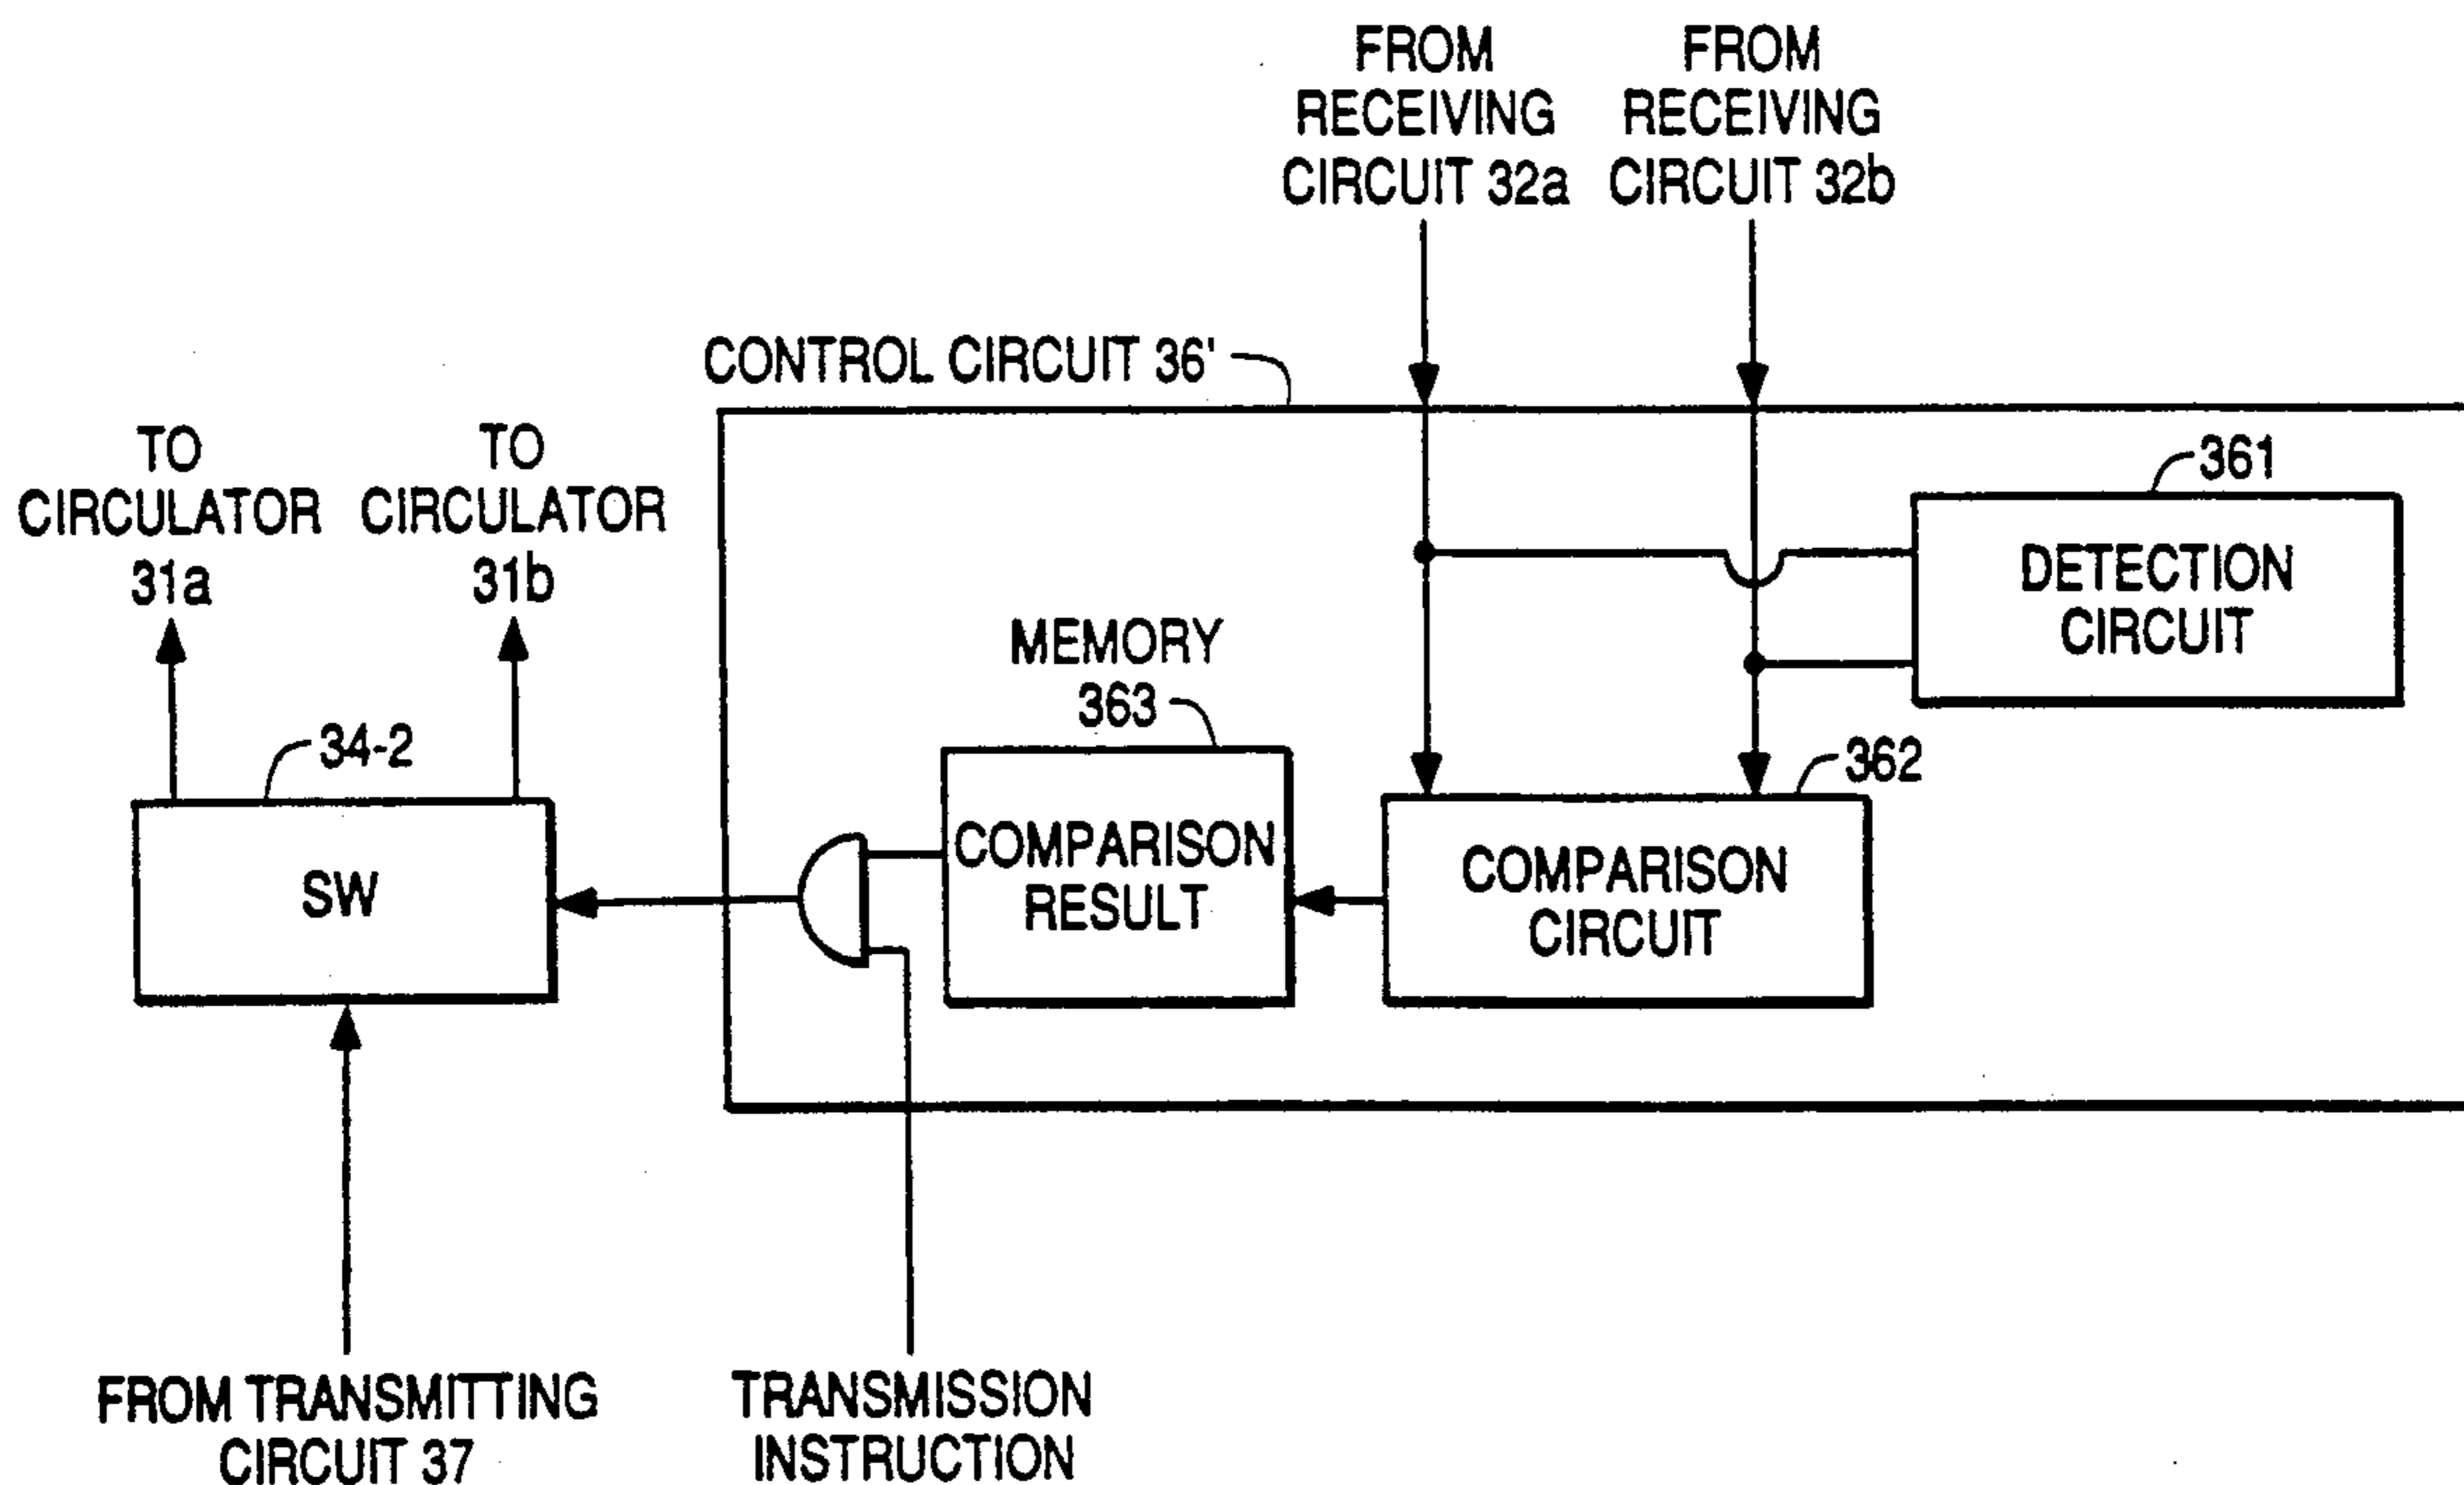 FROM
RECEIVING
CIRCUIT 32a
FROM
RECEIVING
CIRCUIT 32b
CONTROL CIRCUIT 36'
TO
CIRCULATOR
31a
TO
CIRCULATOR
31b
361
DETECTION
CIRCUIT
MEMORY
363
34-2
362
SW
COMPARISON
RESULT
COMPARISON
CIRCUIT
FROM TRANSMITTING
CIRCUIT 37
TRANSMISSION
INSTRUCTION